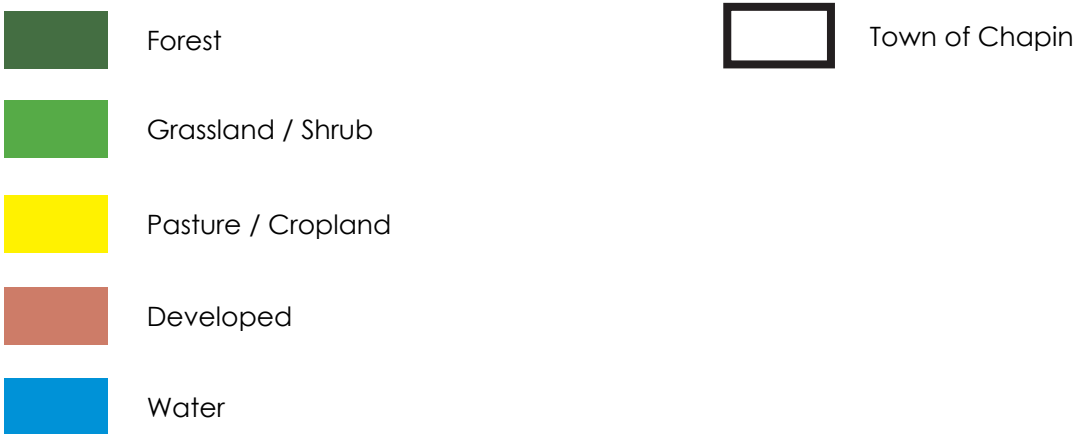 Forest
Grassland / Shrub
Pasture / Cropland
Developed
Water
Town of Chapin